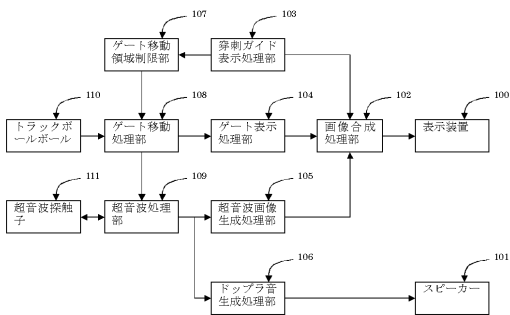 107
103
ゲート移動
領域制限部
穿刺ガイド
表示処理部
110
108
104
102
100
トラックボ
ールボール
ゲート移動
処理部
ゲート表示
処理部
画像合成
処理部
表示装置
111
109
105
超音波探触
子
超音波処理
部
超音波画像
生成処理部
106
101
ドップラ音
生成処理部
スピーカー